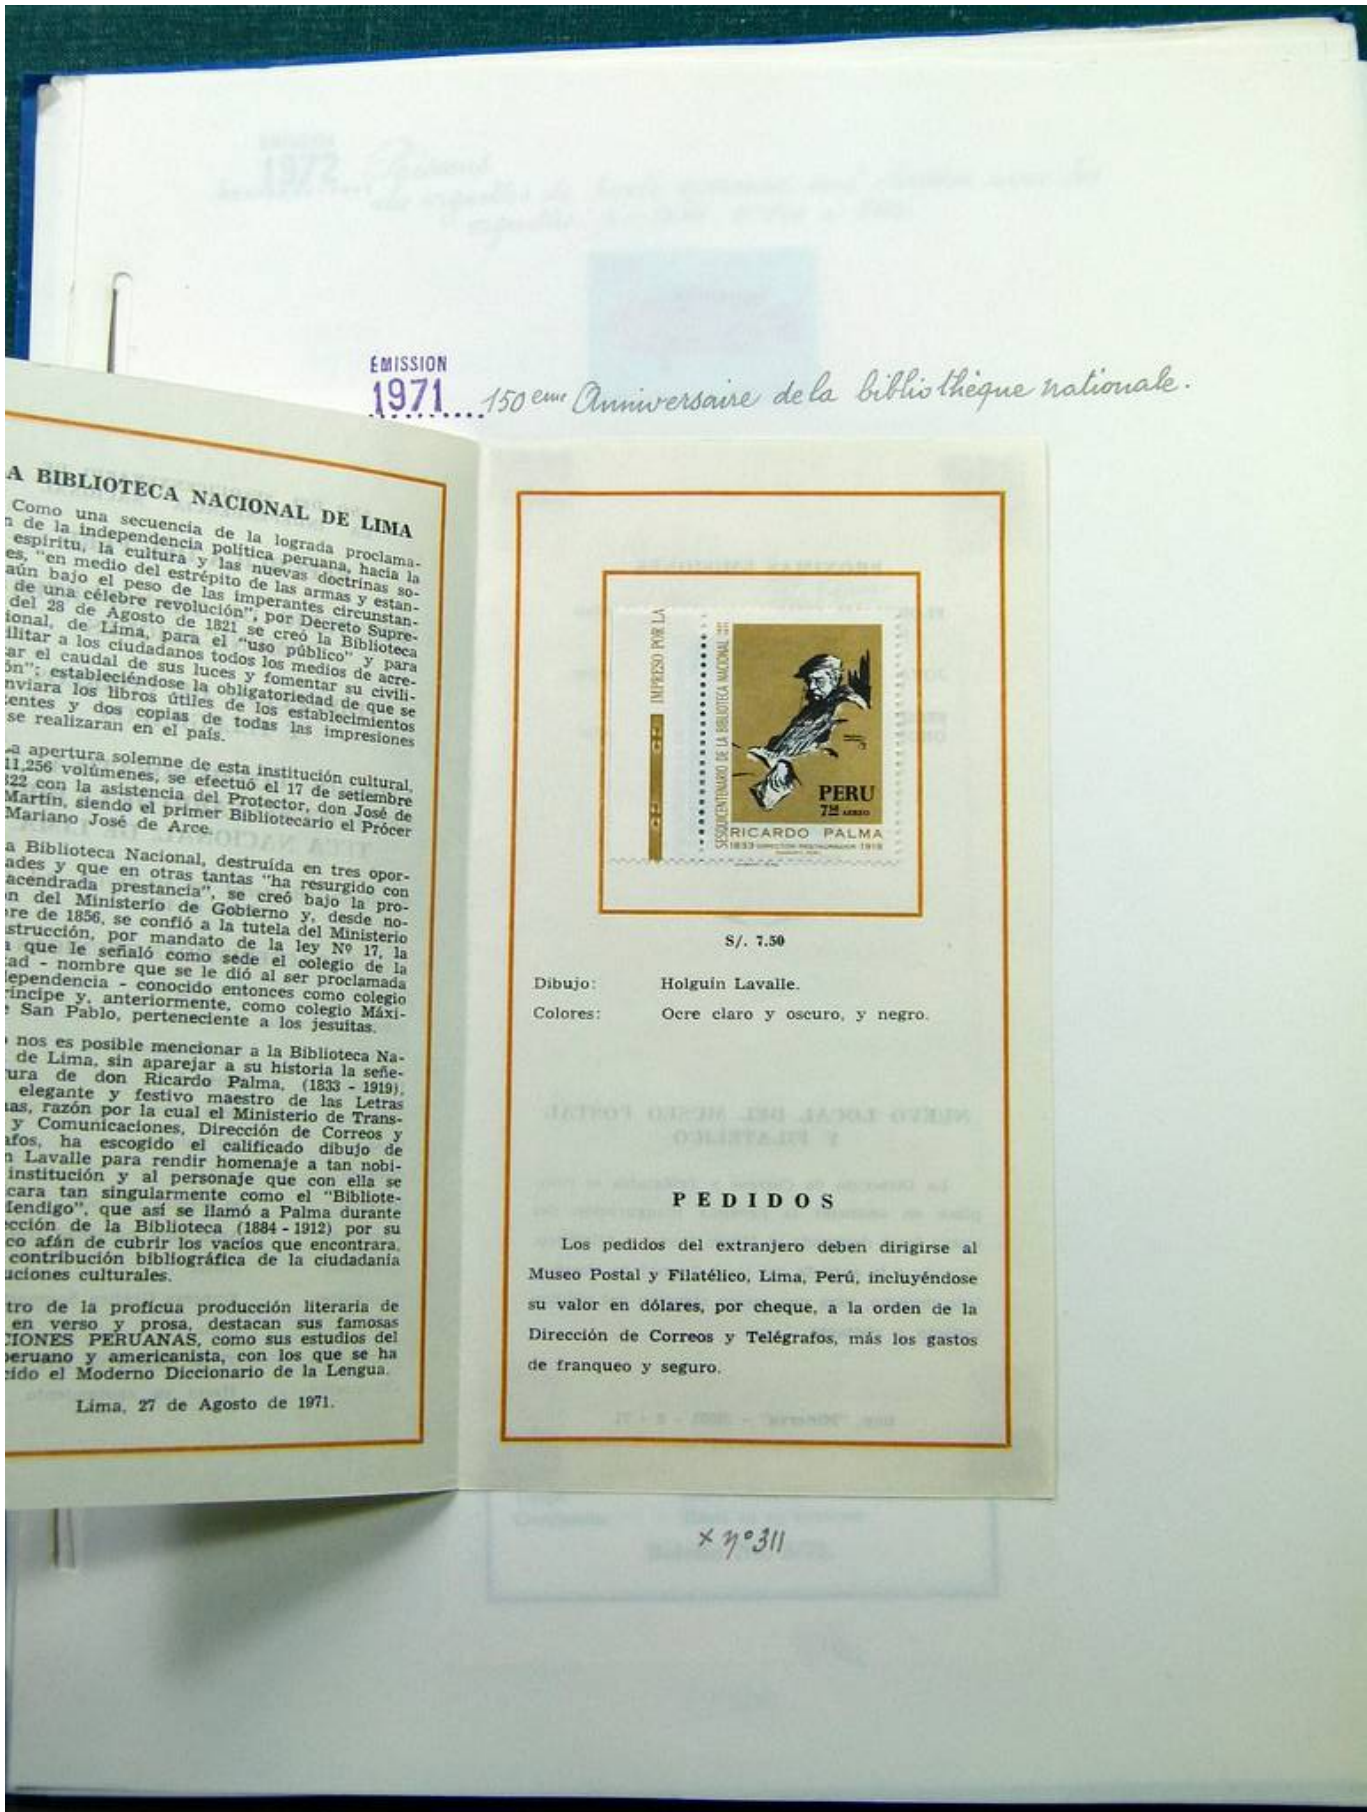 EMISSION
1971 150eme Anniversaire de la bibliothèque nationale.
A BIBLIOTECA NACIONAL DE LIMA
Como una secuencia de la lograda proclama-
n de la independencia política peruana, hacia la
espíritu, la cultura y las nuevas doctrinas so-
es, "en medio del estrépito de las armas y estan-
aún bajo el peso de las imperantes circunstan-
de una célebre revolución", por Decreto Supre-
del 28 de Agosto de 1821 se creó la Biblioteca
ional, de Lima, para el "uso público" y para
ilitar a los ciudadanos todos los medios de acre-
ar el caudal de sus luces y fomentar su civili-
ón"; estableciéndose la obligatoriedad de que se
nviara los libros útiles de los establecimientos
entes y dos copias de todas las impresiones
se realizaran en el país.
La apertura solemne de esta institución cultural,
11,256 volúmenes, se efectuó el 17 de setiembre
822 con la asistencia del Protector, don José de
Martín, siendo el primer Bibliotecario el Prócer
Mariano José de Arce.
a Biblioteca Nacional, destruída en tres opor-
ades y que en otras tantas "ha resurgido con
acendrada prestancia", se creó bajo la pro-
n del Ministerio de Gobierno y, desde no-
re de 1856, se confió a la tutela del Ministerio
strucción, por mandato de la ley Nº 17, la
que le señaló como sede el colegio de la
ad - nombre que se le dió al ser proclamada
ependencia - conocido entonces como colegio
ríncipe y, anteriormente, como colegio Máxi-
San Pablo, perteneciente a los jesuítas.
nos es posible mencionar a la Biblioteca Na-
de Lima, sin aparejar a su historia la señe-
ura de don Ricardo Palma, (1833 - 1919),
elegante y festivo maestro de las Letras
as, razón por la cual el Ministerio de Trans-
y Comunicaciones, Dirección de Correos y
afos, ha escogido el calificado dibujo de
n Lavalle para rendir homenaje a tan nobi-
institución y al personaje que con ella se
cara tan singularmente como el "Bibliote-
Mendigo", que así se llamó a Palma durante
ección de la Biblioteca (1884 - 1912) por su
co afán de cubrir los vacíos que encontrara,
contribución bibliográfica de la ciudadanía
uciones culturales.
tro de la profícua producción literaria de
en verso y prosa, destacan sus famosas
CIONES PERUANAS, como sus estudios del
peruano y americanista, con los que se ha
cido el Moderno Diccionario de la Lengua.
Lima, 27 de Agosto de 1971.
IMPRESO POR LA
SESQUICENTENARIO DE LA BIBLIOTECA NACIONAL
PERU
7.50 AEREO
RICARDO PALMA
1833 DIRECTOR RESTAURADOR 1919
S/. 7.50
Dibujo: Holguín Lavalle.
Colores: Ocre claro y oscuro, y negro.
PEDIDOS
Los pedidos del extranjero deben dirigirse al
Museo Postal y Filatélico, Lima, Perú, incluyéndose
su valor en dólares, por cheque, a la orden de la
Dirección de Correos y Telégrafos, más los gastos
de franqueo y seguro.
x nº 311